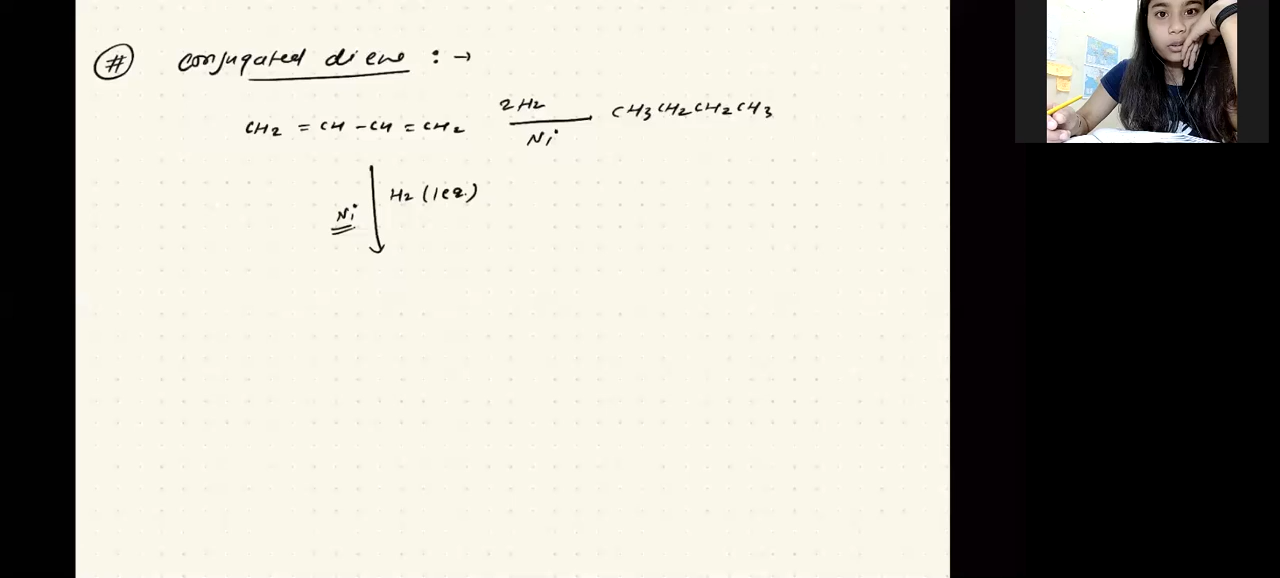 # conjugated diene : →
CH2 = CH - CH = CH2 2H2 Ni CH3CH2CH2CH3
Ni H2 (1eq.)